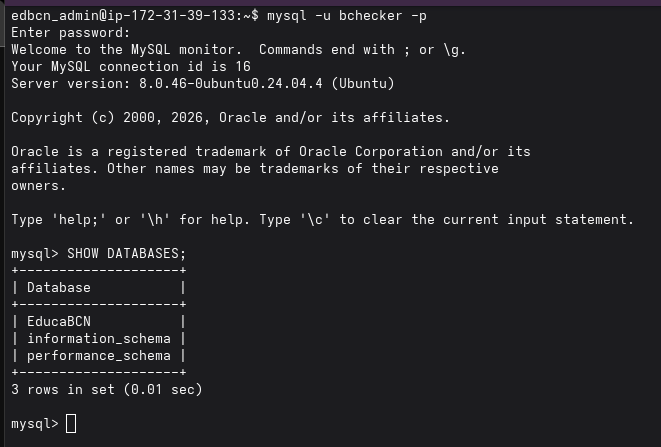 edbcn_admin@ip-172-31-39-133:~$ mysql -u bchecker -p
Enter password:
Welcome to the MySQL monitor.  Commands end with ; or \g.
Your MySQL connection id is 16
Server version: 8.0.46-0ubuntu0.24.04.4 (Ubuntu)

Copyright (c) 2000, 2026, Oracle and/or its affiliates.

Oracle is a registered trademark of Oracle Corporation and/or its
affiliates. Other names may be trademarks of their respective
owners.

Type 'help;' or '\h' for help. Type '\c' to clear the current input statement.

mysql> SHOW DATABASES;
+--------------------+
| Database           |
+--------------------+
| EducaBCN           |
| information_schema |
| performance_schema |
+--------------------+
3 rows in set (0.01 sec)

mysql>